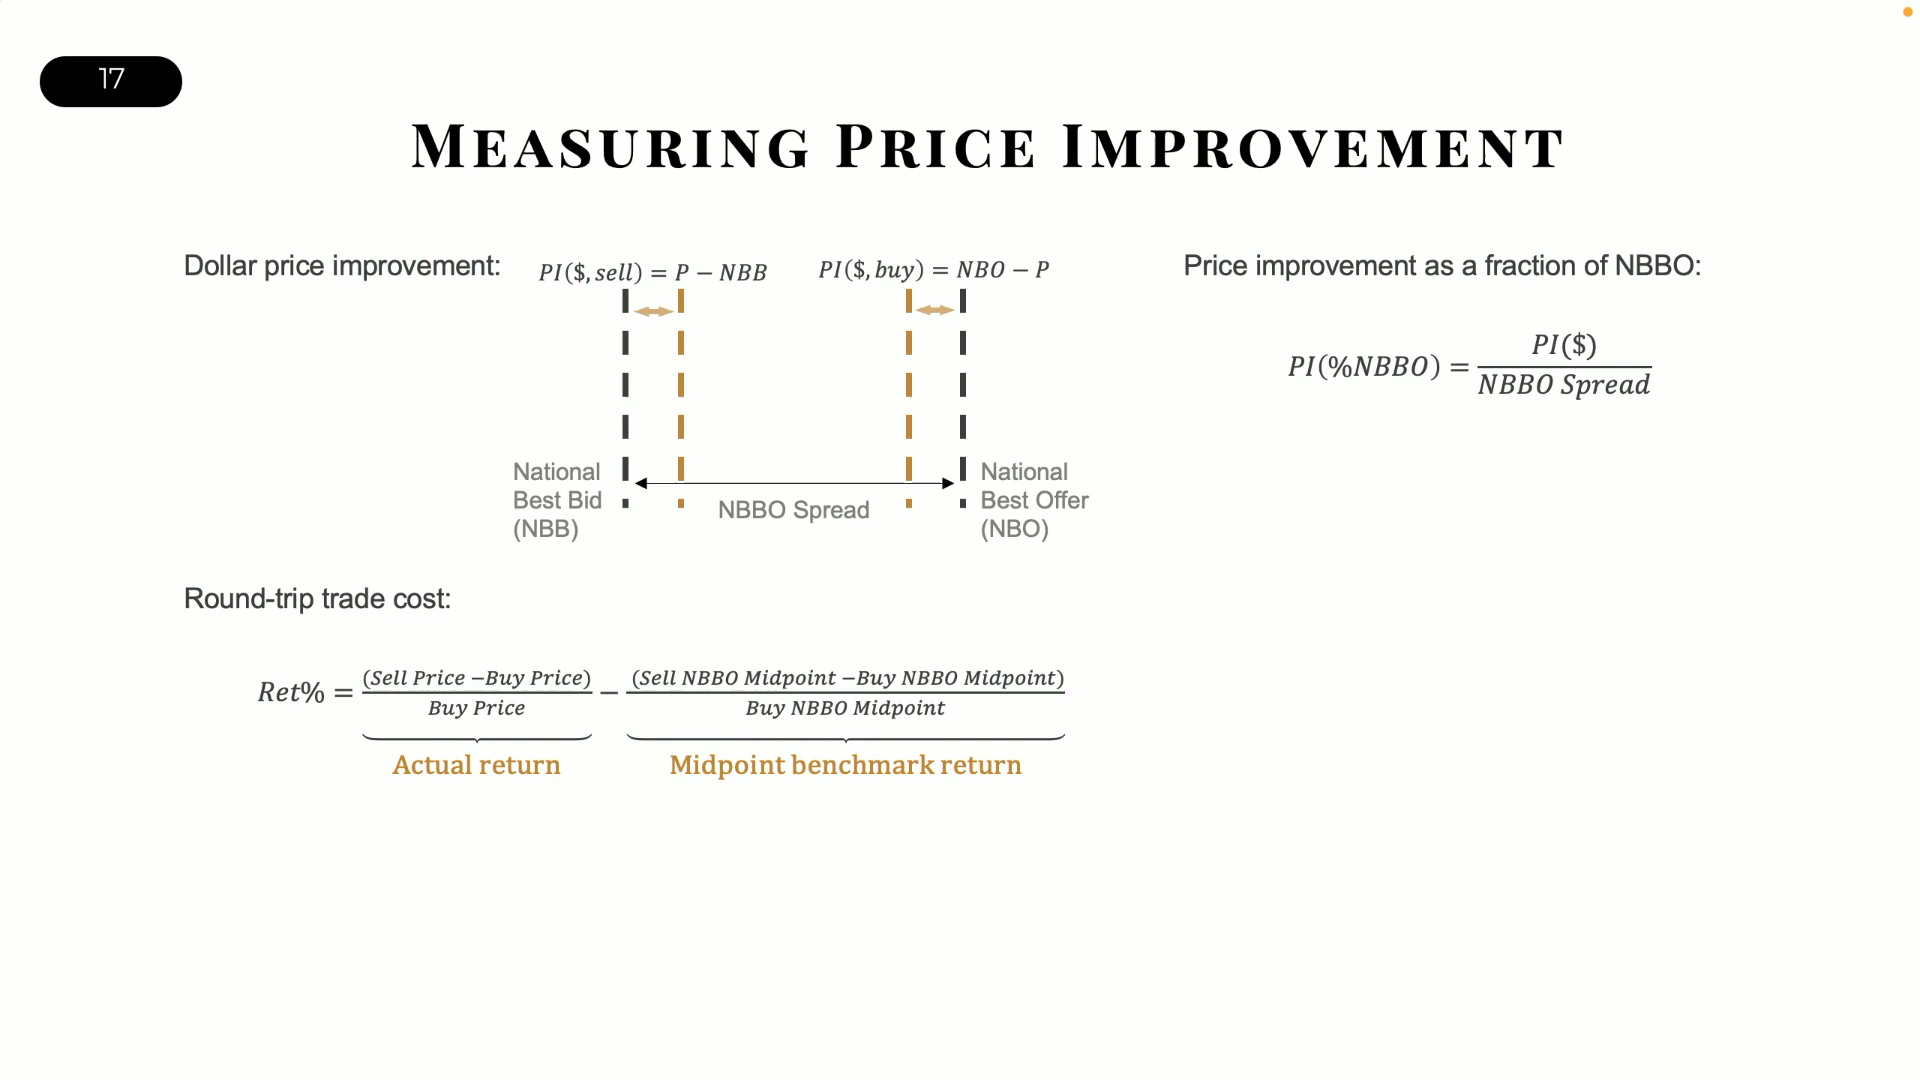 17
Measuring Price Improvement
Dollar price improvement:
PI($, sell) = P − NBB
PI($, buy) = NBO − P
Price improvement as a fraction of NBBO:
PI(%NBBO) = PI($) / NBBO Spread
National
Best Bid
(NBB)
NBBO Spread
National
Best Offer
(NBO)
Round-trip trade cost:
Ret% = (Sell Price −Buy Price) / Buy Price − (Sell NBBO Midpoint −Buy NBBO Midpoint) / Buy NBBO Midpoint
Actual return
Midpoint benchmark return